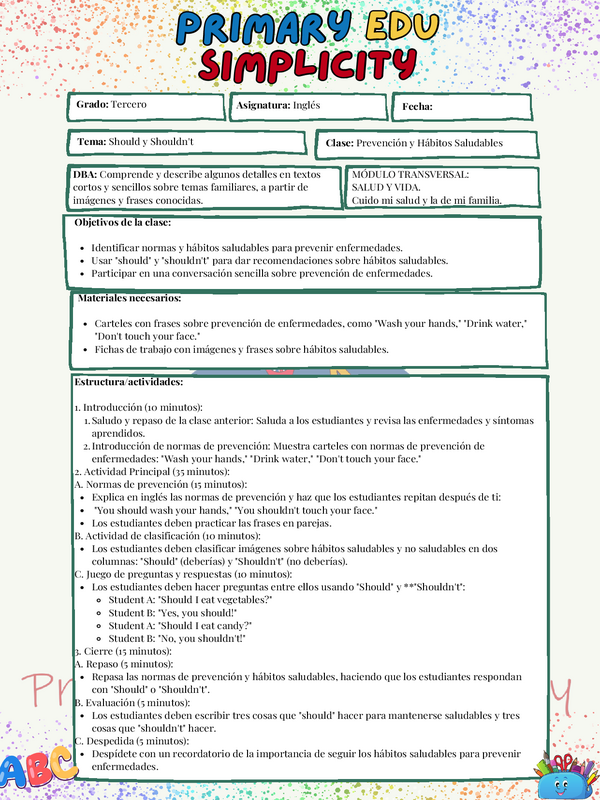 PRIMARY EDU
SIMPLICITY
Grado: Tercero
Asignatura: Inglés
Fecha:
Tema: Should y Shouldn't
Clase: Prevención y Hábitos Saludables
DBA: Comprende y describe algunos detalles en textos
cortos y sencillos sobre temas familiares, a partir de
imágenes y frases conocidas.
MÓDULO TRANSVERSAL:
SALUD Y VIDA.
Cuido mi salud y la de mi familia.
Objetivos de la clase:
• Identificar normas y hábitos saludables para prevenir enfermedades.
• Usar "should" y "shouldn't" para dar recomendaciones sobre hábitos saludables.
• Participar en una conversación sencilla sobre prevención de enfermedades.
Materiales necesarios:
• Carteles con frases sobre prevención de enfermedades, como "Wash your hands," "Drink water,"
"Don't touch your face."
• Fichas de trabajo con imágenes y frases sobre hábitos saludables.
Estructura/actividades:
1. Introducción (10 minutos):
1. Saludo y repaso de la clase anterior: Saluda a los estudiantes y revisa las enfermedades y síntomas
aprendidos.
2. Introducción de normas de prevención: Muestra carteles con normas de prevención de
enfermedades: "Wash your hands," "Drink water," "Don't touch your face."
2. Actividad Principal (35 minutos):
A. Normas de prevención (15 minutos):
• Explica en inglés las normas de prevención y haz que los estudiantes repitan después de ti:
• "You should wash your hands," "You shouldn't touch your face."
• Los estudiantes deben practicar las frases en parejas.
B. Actividad de clasificación (10 minutos):
• Los estudiantes deben clasificar imágenes sobre hábitos saludables y no saludables en dos
columnas: "Should" (deberías) y "Shouldn't" (no deberías).
C. Juego de preguntas y respuestas (10 minutos):
• Los estudiantes deben hacer preguntas entre ellos usando "Should" y **"Shouldn't":
○ Student A: "Should I eat vegetables?"
○ Student B: "Yes, you should!"
○ Student A: "Should I eat candy?"
○ Student B: "No, you shouldn't!"
3. Cierre (15 minutos):
A. Repaso (5 minutos):
• Repasa las normas de prevención y hábitos saludables, haciendo que los estudiantes respondan
con "Should" o "Shouldn't".
B. Evaluación (5 minutos):
• Los estudiantes deben escribir tres cosas que "should" hacer para mantenerse saludables y tres
cosas que "shouldn't" hacer.
C. Despedida (5 minutos):
• Despídete con un recordatorio de la importancia de seguir los hábitos saludables para prevenir
enfermedades.
ABC